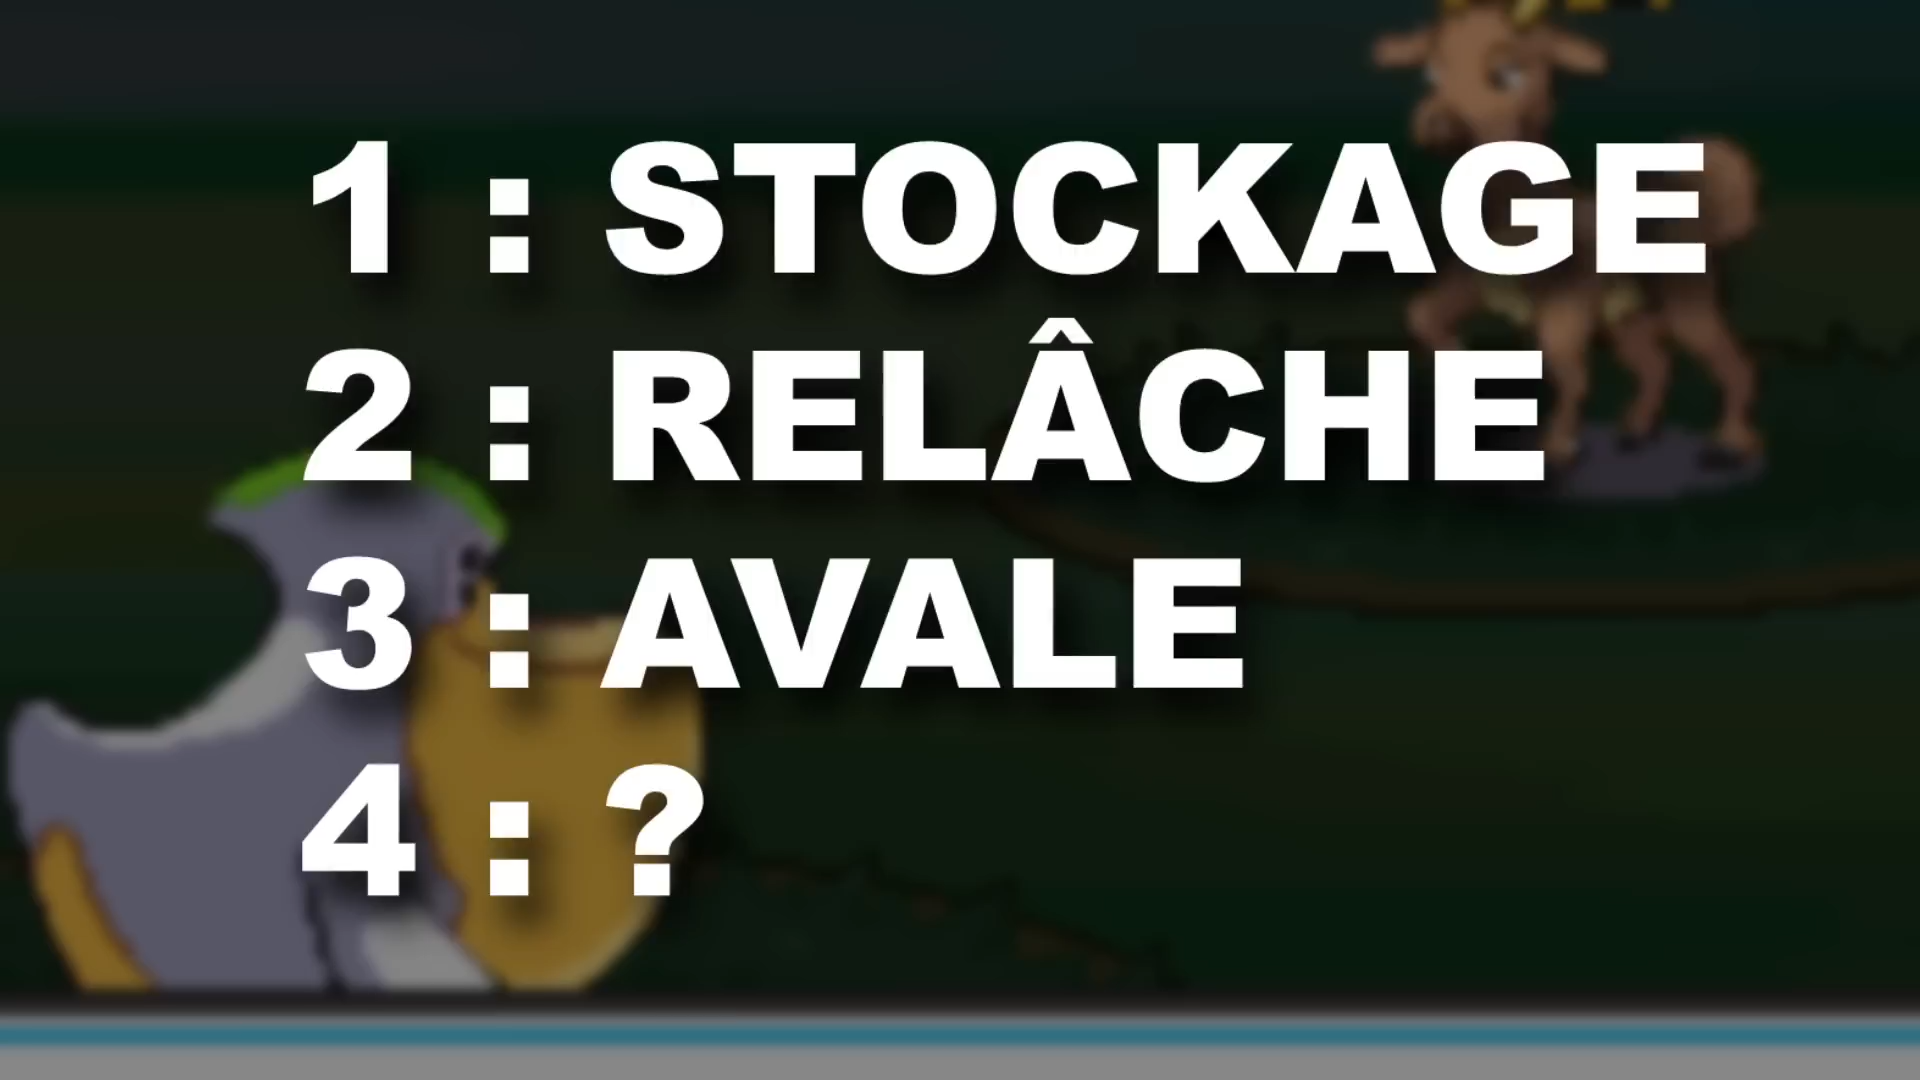 1 : STOCKAGE
2 : RELÂCHE
3 : AVALE
4 : ?